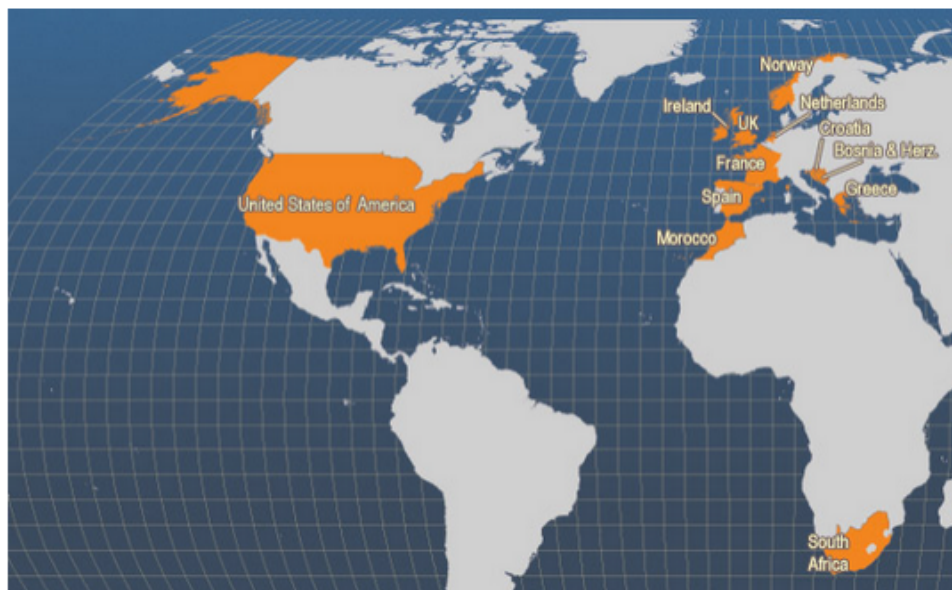 Norway
Ireland
Netherlands
UK
Croatia
Bosnia & Herz.
France
Greece
Spain
United States of America
Morocco
South
Africa